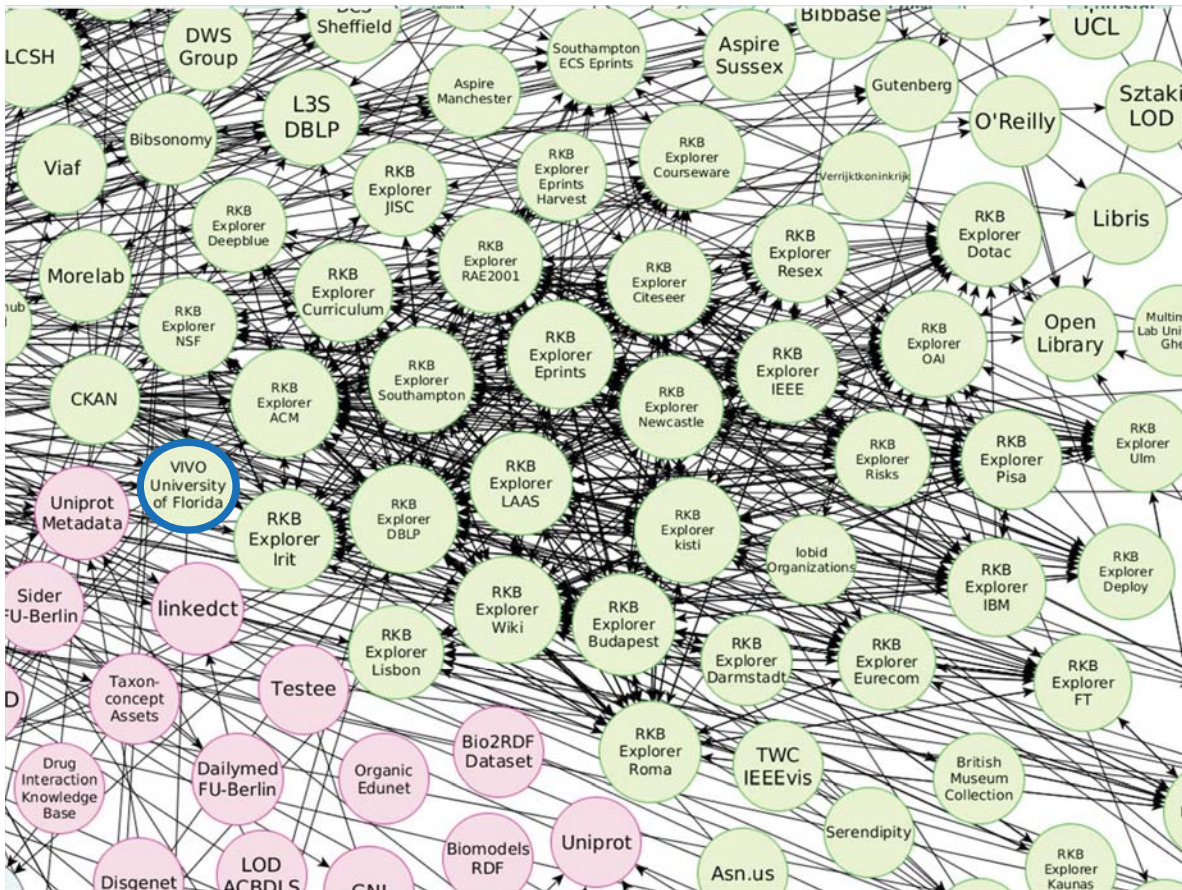 LCSH
DWS
Group
Sheffield
Southampton
ECS Eprints
Aspire
Sussex
Bibbase
UCL
L3S
DBLP
Aspire
Manchester
Gutenberg
O'Reilly
Sztaki
LOD
Viaf
Bibsonomy
RKB
Explorer
JISC
RKB
Explorer
Eprints
Harvest
RKB
Explorer
Courseware
Verrijktkoninkrijk
Libris
RKB
Explorer
Deepblue
RKB
Explorer
RAE2001
RKB
Explorer
Citeseer
RKB
Explorer
Resex
RKB
Explorer
Dotac
Morelab
RKB
Explorer
Curriculum
RKB
Explorer
NSF
RKB
Explorer
Eprints
RKB
Explorer
OAI
Open
Library
CKAN
RKB
Explorer
ACM
RKB
Explorer
Southampton
RKB
Explorer
Newcastle
RKB
Explorer
IEEE
RKB
Explorer
Risks
RKB
Explorer
Pisa
RKB
Explorer
Ulm
Uniprot
Metadata
VIVO
University
of Florida
RKB
Explorer
Irit
RKB
Explorer
DBLP
RKB
Explorer
LAAS
RKB
Explorer
kisti
lobid
Organizations
RKB
Explorer
IBM
RKB
Explorer
Deploy
Sider
FU-Berlin
linkedct
RKB
Explorer
Lisbon
RKB
Explorer
Wiki
RKB
Explorer
Budapest
RKB
Explorer
Darmstadt
RKB
Explorer
Eurecom
RKB
Explorer
FT
Taxon-
concept
Assets
Testee
Bio2RDF
Dataset
RKB
Explorer
Roma
TWC
IEEEvis
British
Museum
Collection
Drug
Interaction
Knowledge
Base
Dailymed
FU-Berlin
Organic
Edunet
Uniprot
Serendipity
Disgenet
LOD
ACBDLS
Biomodels
RDF
Asn.us
RKB
Explorer
Kaunas